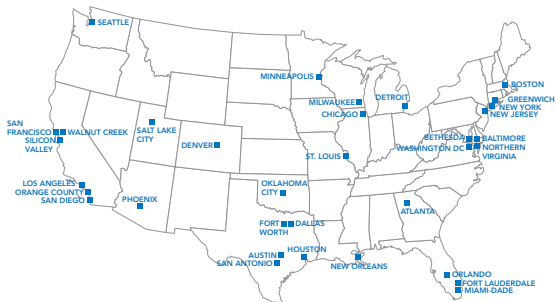 SEATTLE
MINNEAPOLIS
MILWAUKEE
DETROIT
CHICAGO
BOSTON
GREENWICH
NEW YORK
NEW JERSEY
SAN
FRANCISCO
WALNUT CREEK
SILICON
VALLEY
SALT LAKE
CITY
DENVER
ST. LOUIS
BETHESDA
BALTIMORE
WASHINGTON DC
NORTHERN
VIRGINIA
LOS ANGELES
ORANGE COUNTY
SAN DIEGO
PHOENIX
OKLAHOMA
CITY
ATLANTA
FORT
WORTH
DALLAS
AUSTIN
HOUSTON
SAN ANTONIO
NEW ORLEANS
ORLANDO
FORT LAUDERDALE
MIAMI-DADE